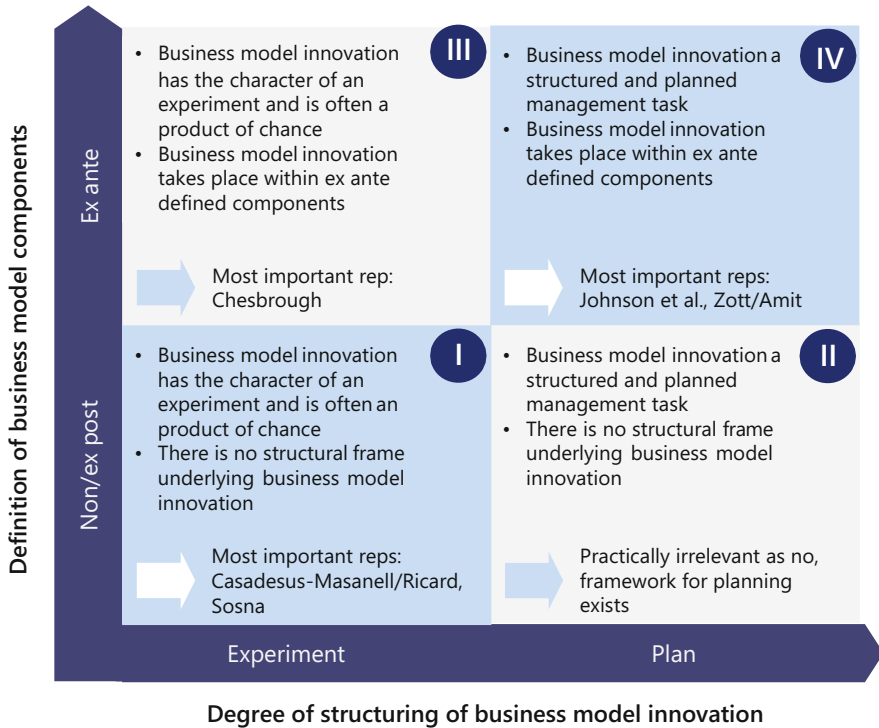 Definition of business model components
Ex ante
Non/ex post
III
• Business model innovation
has the character of an
experiment and is often a
product of chance
• Business model innovation
takes place within ex ante
defined components
Most important rep:
Chesbrough
IV
• Business model innovation a
structured and planned
management task
• Business model innovation
takes place within ex ante
defined components
Most important reps:
Johnson et al., Zott/Amit
I
• Business model innovation
has the character of an
experiment and is often an
product of chance
• There is no structural frame
underlying business model
innovation
Most important reps:
Casadesus-Masanell/Ricard,
Sosna
II
• Business model innovation a
structured and planned
management task
• There is no structural frame
underlying business model
innovation
Practically irrelevant as no,
framework for planning
exists
Experiment
Plan
Degree of structuring of business model innovation